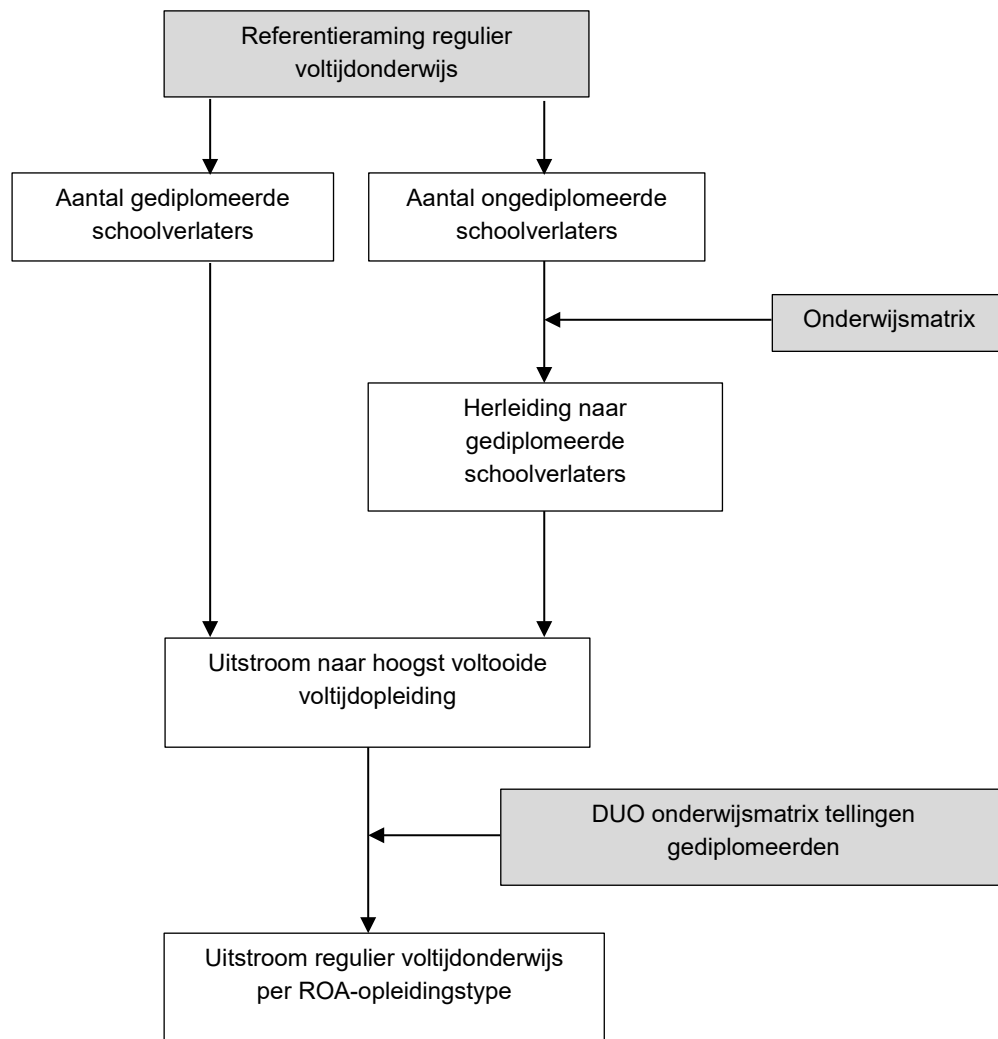 Referentieraming regulier
voltijdonderwijs
Aantal gediplomeerde
schoolverlaters
Aantal ongediplomeerde
schoolverlaters
Onderwijsmatrix
Herleiding naar
gediplomeerde
schoolverlaters
Uitstroom naar hoogst voltooide
voltijdopleiding
DUO onderwijsmatrix tellingen
gediplomeerden
Uitstroom regulier voltijdonderwijs
per ROA-opleidingstype